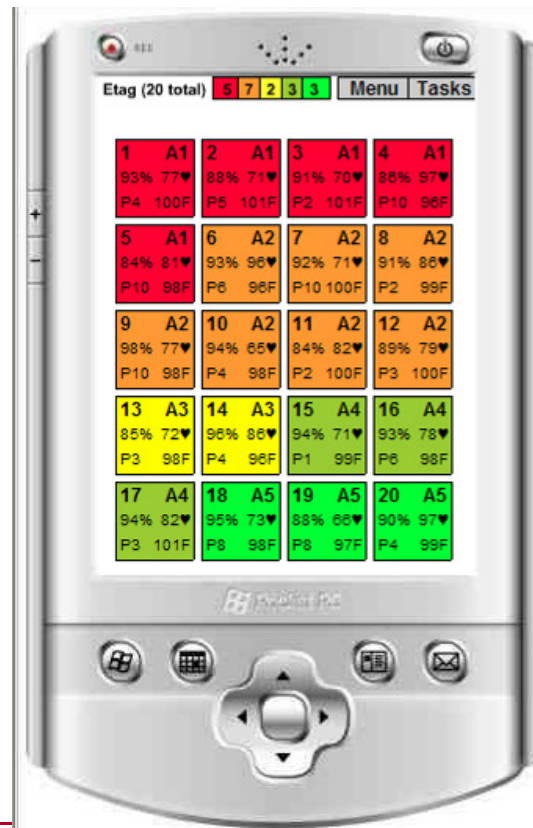 Etag (20 total) 5 7 2 3 3 Menu Tasks
1 A1 2 A1 3 A1 4 A1
93% 77♥ 88% 71♥ 91% 70♥ 86% 97♥
P4 100F P5 101F P2 101F P10 96F
5 A1 6 A2 7 A2 8 A2
84% 81♥ 93% 96♥ 92% 71♥ 91% 86♥
P10 98F P6 96F P10 100F P2 99F
9 A2 10 A2 11 A2 12 A2
98% 77♥ 94% 65♥ 84% 82♥ 89% 79♥
P10 98F P4 98F P2 100F P3 100F
13 A3 14 A3 15 A4 16 A4
85% 72♥ 96% 86♥ 94% 71♥ 93% 78♥
P3 98F P4 96F P1 99F P6 98F
17 A4 18 A5 19 A5 20 A5
94% 82♥ 95% 73♥ 88% 66♥ 90% 97♥
P3 101F P8 98F P8 97F P4 99F
+
-